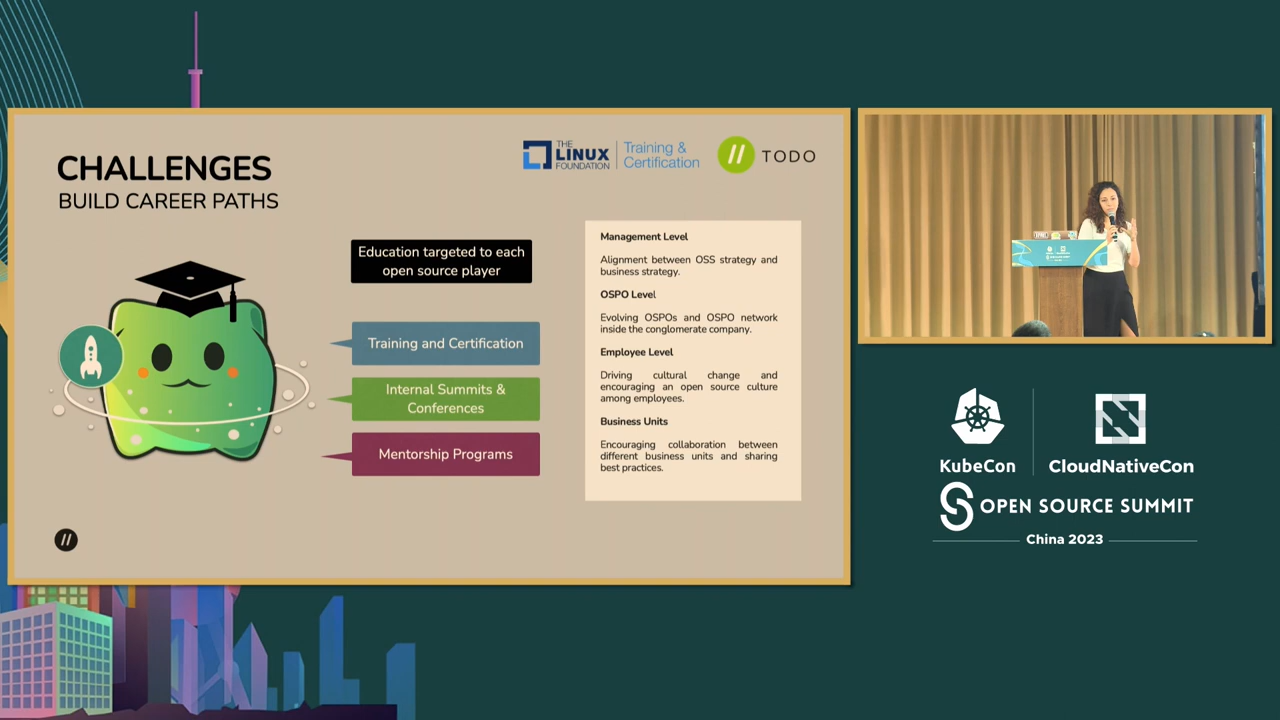 CHALLENGES
BUILD CAREER PATHS
THE
LINUX
FOUNDATION
Training &
Certification
TODO
Education targeted to each
open source player
Training and Certification
Internal Summits &
Conferences
Mentorship Programs
Management Level
Alignment between OSS strategy and
business strategy.
OSPO Level
Evolving OSPOs and OSPO network
inside the conglomerate company.
Employee Level
Driving cultural change and
encouraging an open source culture
among employees.
Business Units
Encouraging collaboration between
different business units and sharing
best practices.
KubeCon
CloudNativeCon
OPEN SOURCE SUMMIT
China 2023